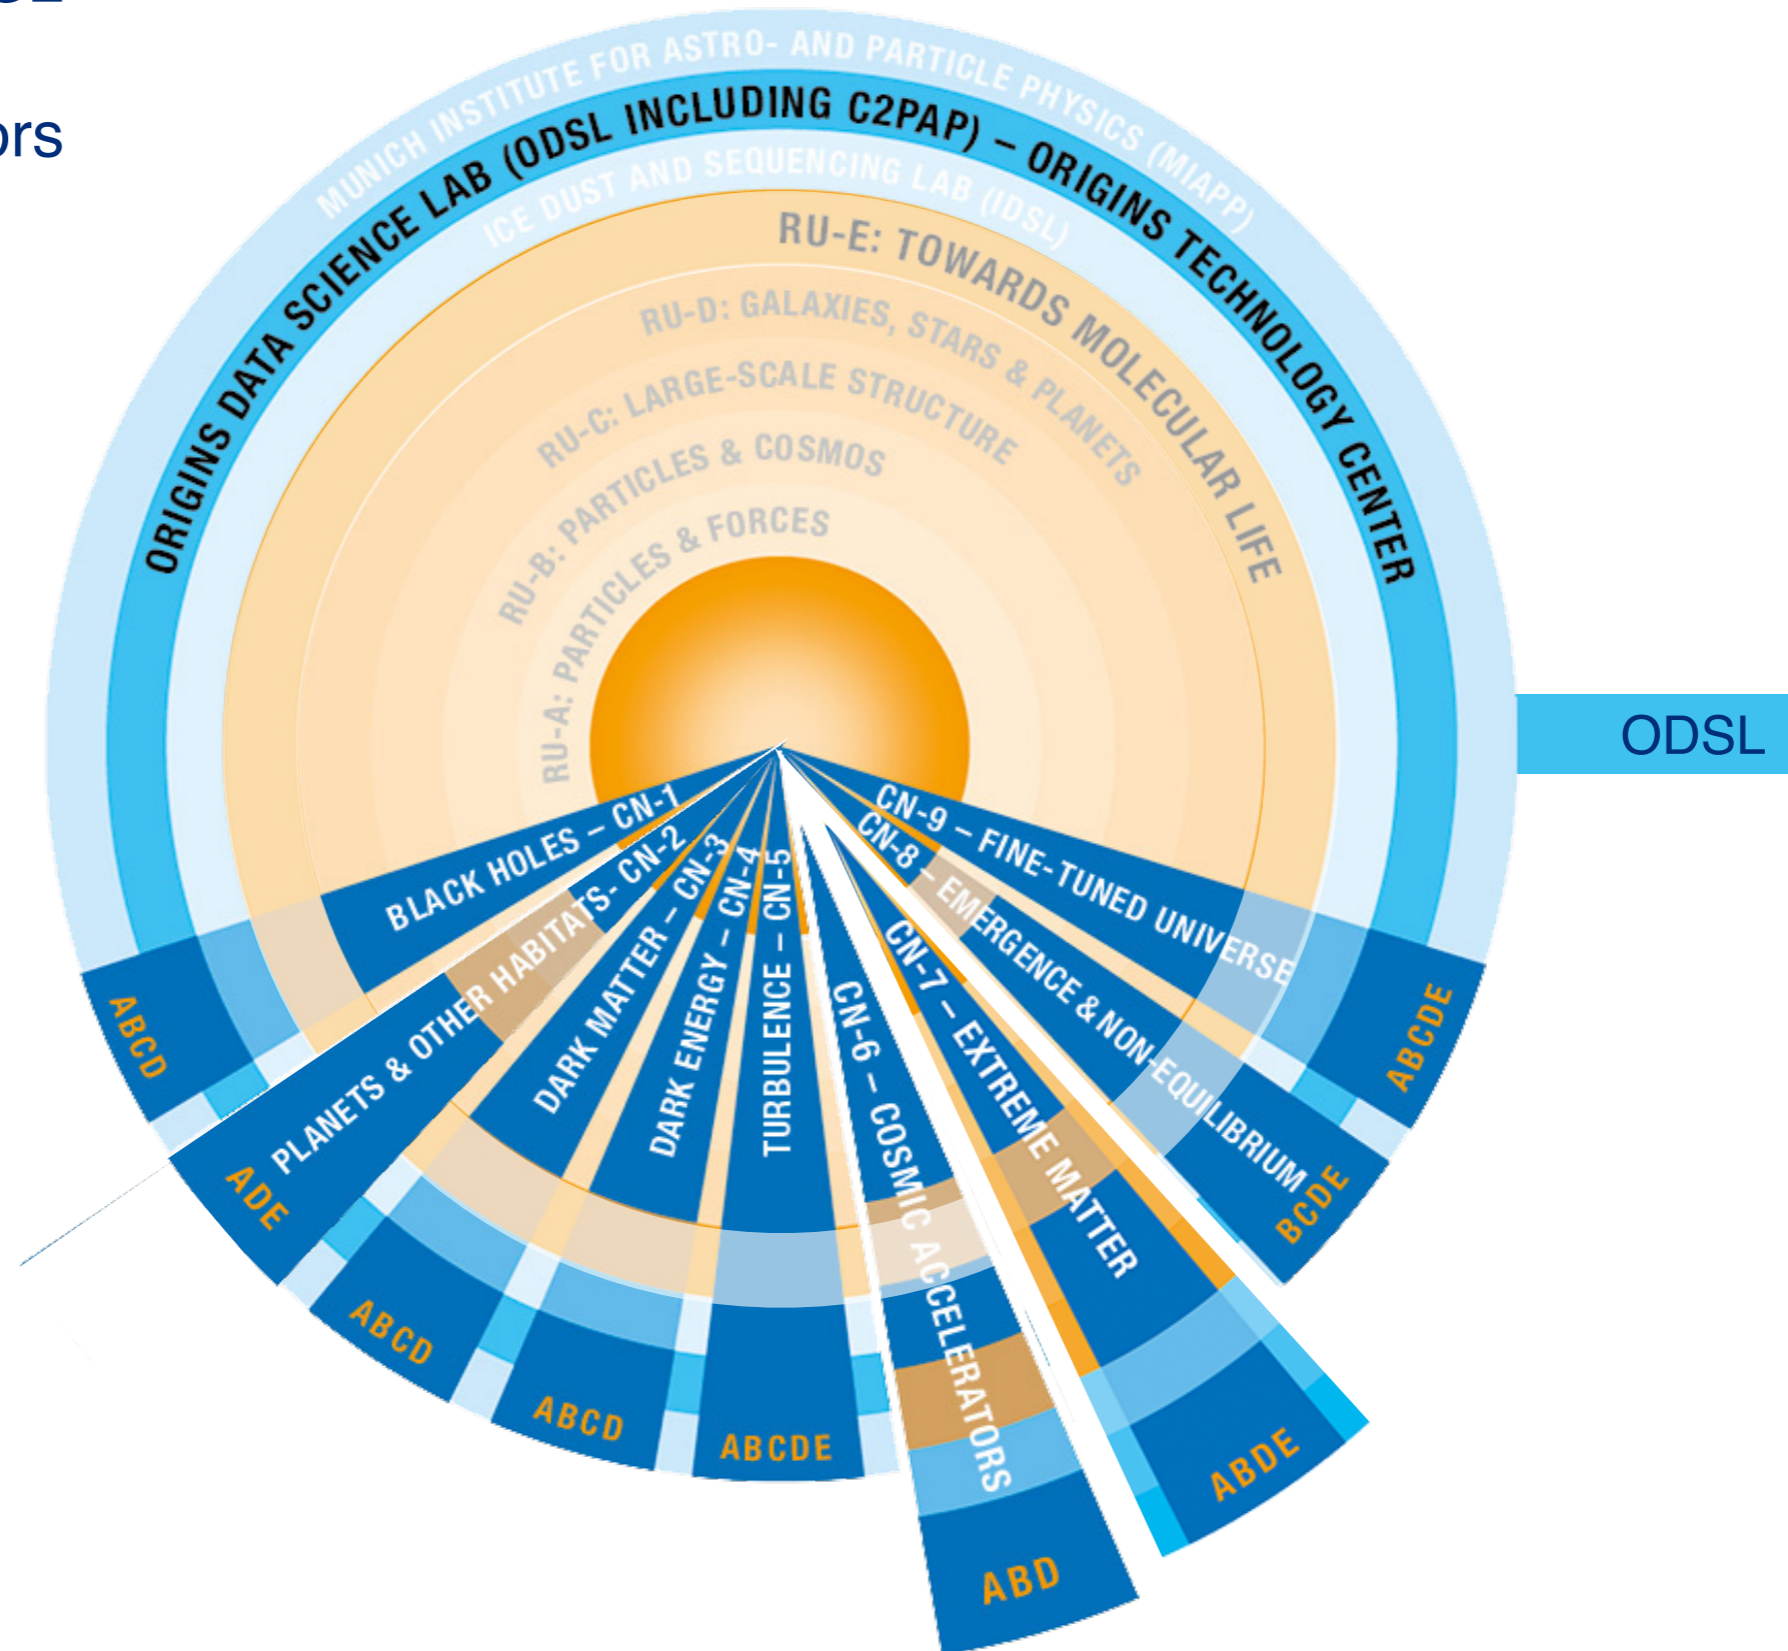 ors
MUNICH INSTITUTE FOR ASTRO- AND PARTICLE PHYSICS (MIAPP)
ORIGINS DATA SCIENCE LAB (ODSL INCLUDING C2PAP) – ORIGINS TECHNOLOGY CENTER
ICE DUST AND SEQUENCING LAB (IDSL)
RU-E: TOWARDS MOLECULAR LIFE
RU-D: GALAXIES, STARS & PLANETS
RU-C: LARGE-SCALE STRUCTURE
RU-B: PARTICLES & COSMOS
RU-A: PARTICLES & FORCES
ODSL
BLACK HOLES – CN-1
ABCD
PLANETS & OTHER HABITATS- CN-2
ADE
DARK MATTER – CN-3
ABCD
DARK ENERGY – CN-4
ABCD
TURBULENCE – CN-5
ABCDE
CN-6 – COSMIC ACCELERATORS
ABD
CN-7 – EXTREME MATTER
ABDE
CN-8 – EMERGENCE & NON-EQUILIBRIUM
BCDE
CN-9 – FINE-TUNED UNIVERSE
ABCDE